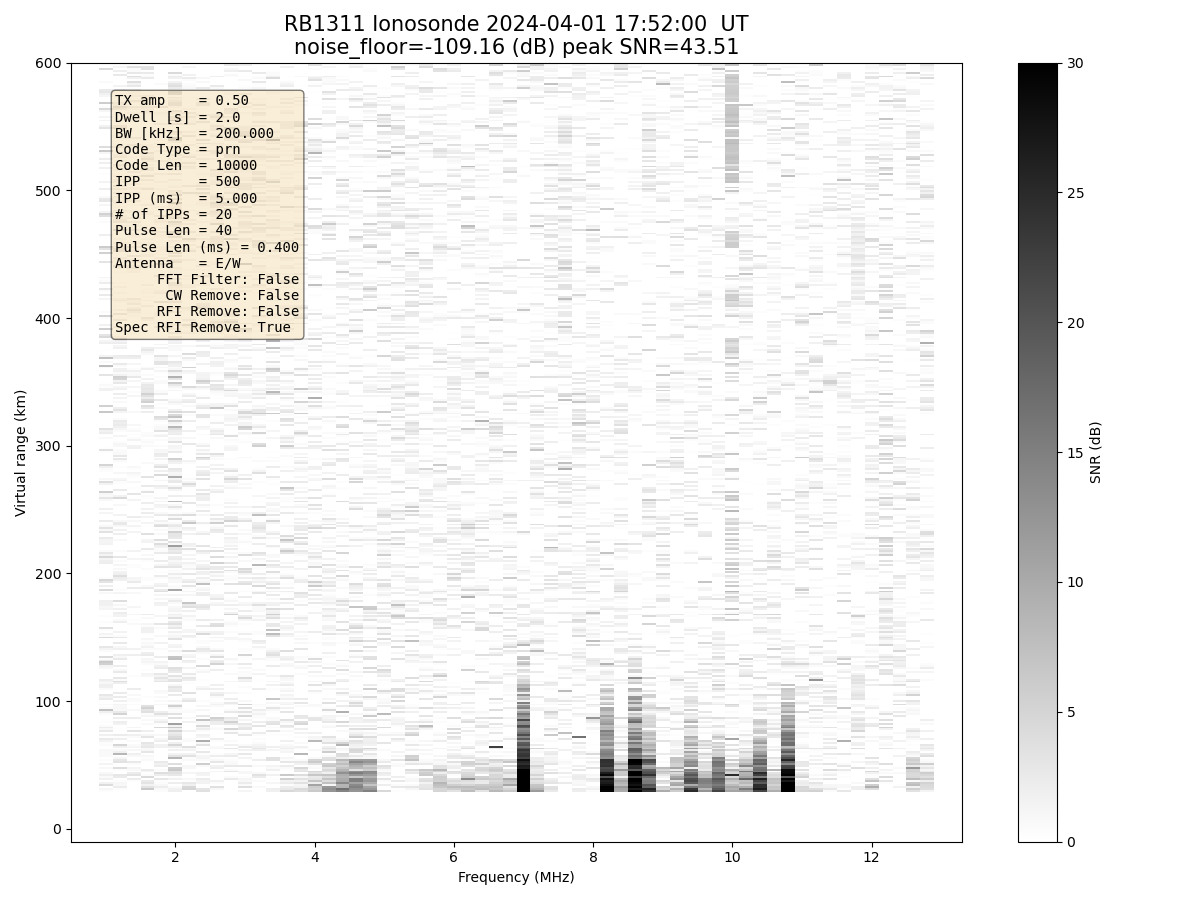 RB1311 Ionosonde 2024-04-01 17:52:00  UT
noise_floor=-109.16 (dB) peak SNR=43.51
TX amp    = 0.50
Dwell [s] = 2.0
BW [kHz]  = 200.000
Code Type = prn
Code Len  = 10000
IPP       = 500
IPP (ms)  = 5.000
# of IPPs = 20
Pulse Len = 40
Pulse Len (ms) = 0.400
Antenna   = E/W
FFT Filter: False
CW Remove: False
RFI Remove: False
Spec RFI Remove: True
600
500
400
300
200
100
0
Virtual range (km)
2 4 6 8 10 12
Frequency (MHz)
30
25
20
15
10
5
0
SNR (dB)